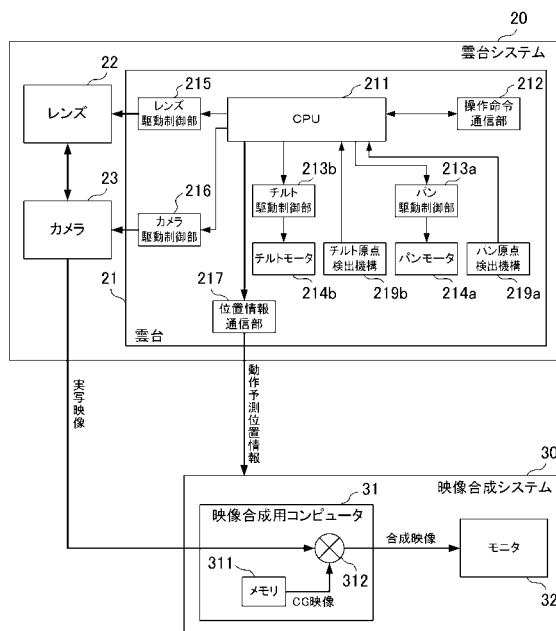 20
雲台システム
22
レンズ
215
レンズ
駆動制御部
211
CPU
212
操作命令
通信部
23
カメラ
216
カメラ
駆動制御部
213b
チルト
駆動制御部
213a
パン
駆動制御部
チルトモータ
214b
チルト原点
検出機構
219b
パンモータ
214a
パン原点
検出機構
219a
21
217
位置情報
通信部
雲台
実写映像
動作予測位置情報
30
映像合成システム
31
映像合成用コンピュータ
311
メモリ
CG映像
312
合成映像
モニタ
32